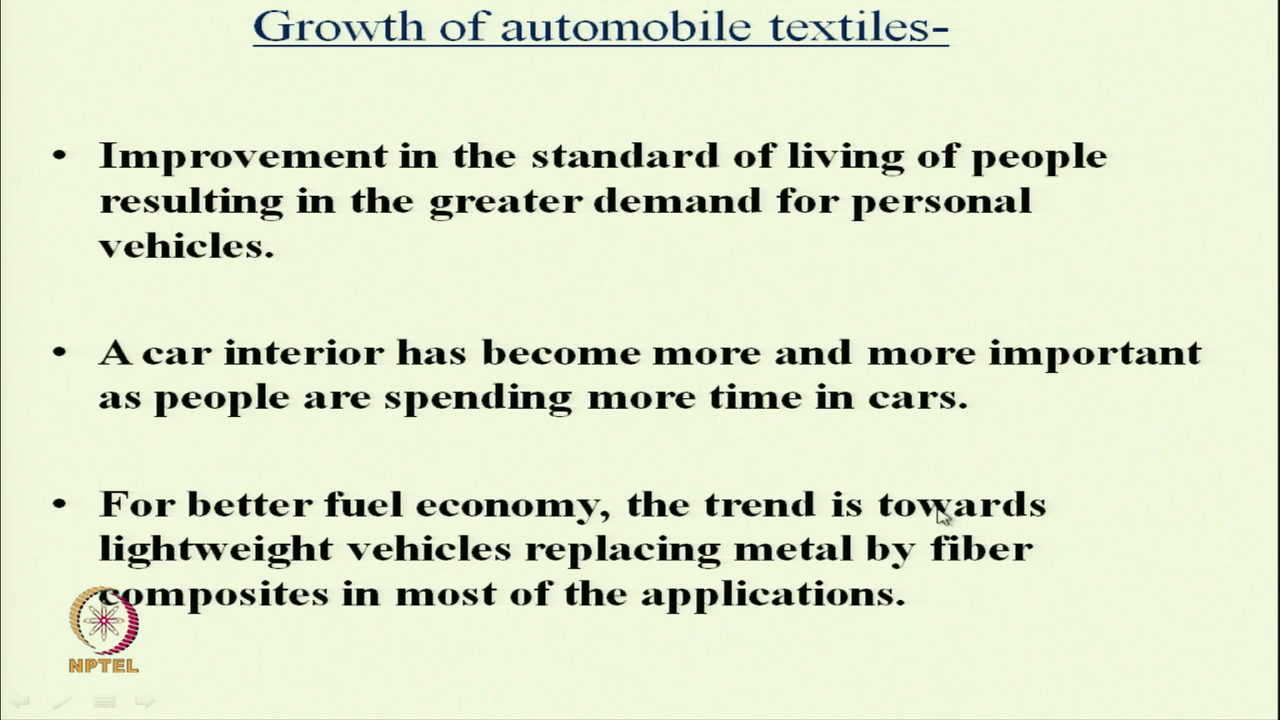 Growth of automobile textiles-
• Improvement in the standard of living of people
resulting in the greater demand for personal
vehicles.
• A car interior has become more and more important
as people are spending more time in cars.
• For better fuel economy, the trend is towards
lightweight vehicles replacing metal by fiber
composites in most of the applications.
NPTEL